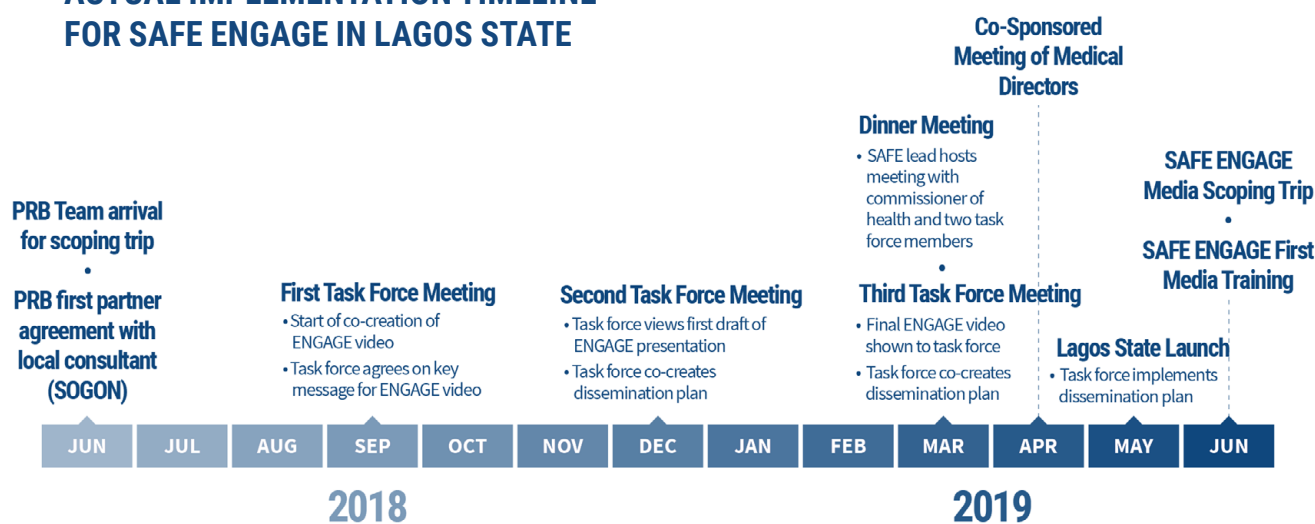 ACTUAL IMPLEMENTATION TIMELINE
FOR SAFE ENGAGE IN LAGOS STATE
PRB Team arrival
for scoping trip
•
PRB first partner
agreement with
local consultant
(SOGON)
First Task Force Meeting
• Start of co-creation of
ENGAGE video
• Task force agrees on key
message for ENGAGE video
Second Task Force Meeting
• Task force views first draft of
ENGAGE presentation
• Task force co-creates
dissemination plan
Dinner Meeting
• SAFE lead hosts
meeting with
commissioner of
health and two task
force members
•
Third Task Force Meeting
• Final ENGAGE video
shown to task force
• Task force co-creates
dissemination plan
Co-Sponsored
Meeting of Medical
Directors
Lagos State Launch
• Task force implements
dissemination plan
SAFE ENGAGE
Media Scoping Trip
•
SAFE ENGAGE First
Media Training
JUN JUL AUG SEP OCT NOV DEC JAN FEB MAR APR MAY JUN
2018 2019